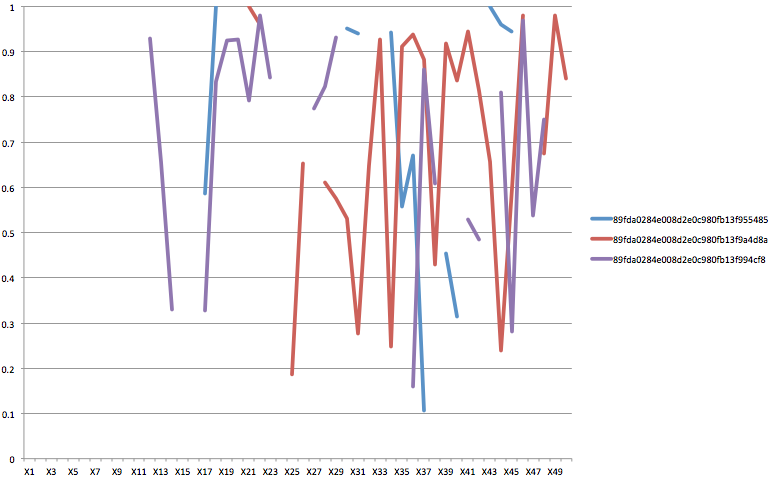 1
0.9
0.8
0.7
0.6
0.5
0.4
0.3
0.2
0.1
0
X1 X3 X5 X7 X9 X11 X13 X15 X17 X19 X21 X23 X25 X27 X29 X31 X33 X35 X37 X39 X41 X43 X45 X47 X49
89fda0284e008d2e0c980fb13f955485
89fda0284e008d2e0c980fb13f9a4d8a
89fda0284e008d2e0c980fb13f994cf8